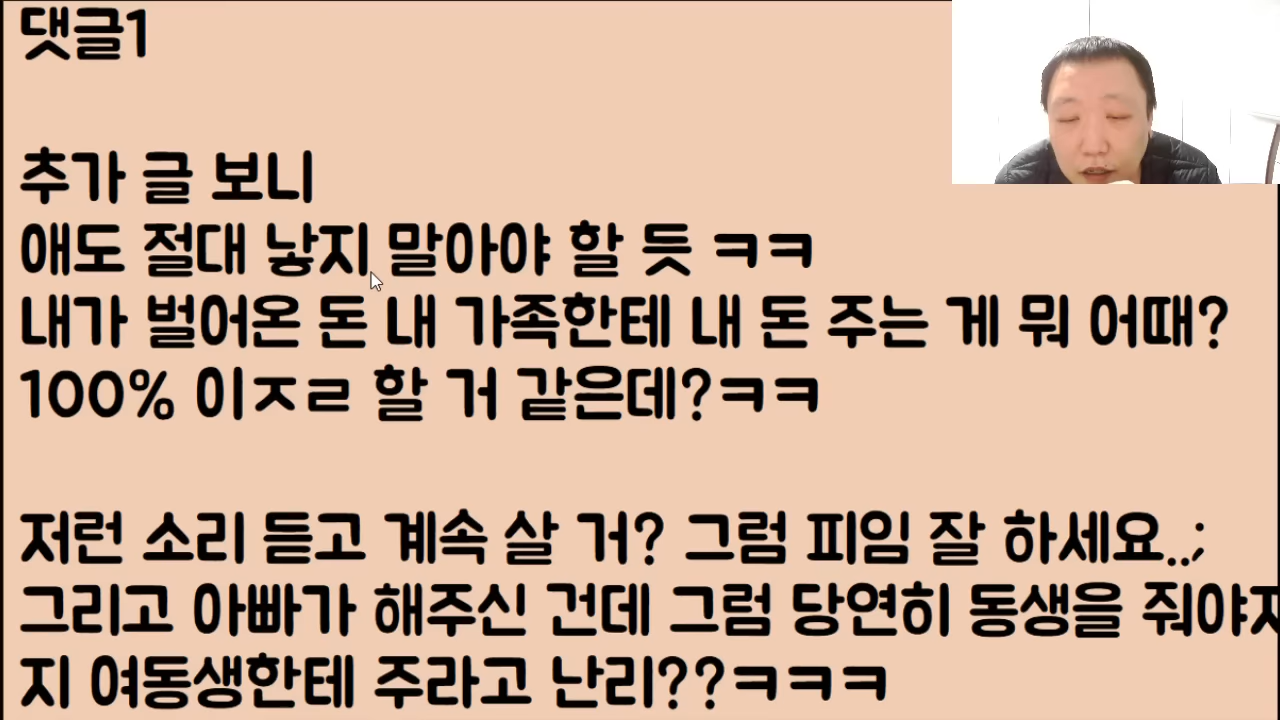 댓글1
추가 글 보니
애도 절대 낳지 말아야 할 듯 ㅋㅋ
내가 벌어온 돈 내 가족한테 내 돈 주는 게 뭐 어때?
100% 이ㅈㄹ 할 거 같은데?ㅋㅋ
저런 소리 듣고 계속 살 거? 그럼 피임 잘 하세요..;
그리고 아빠가 해주신 건데 그럼 당연히 동생을 줘야
지 여동생한테 주라고 난리??ㅋㅋㅋ